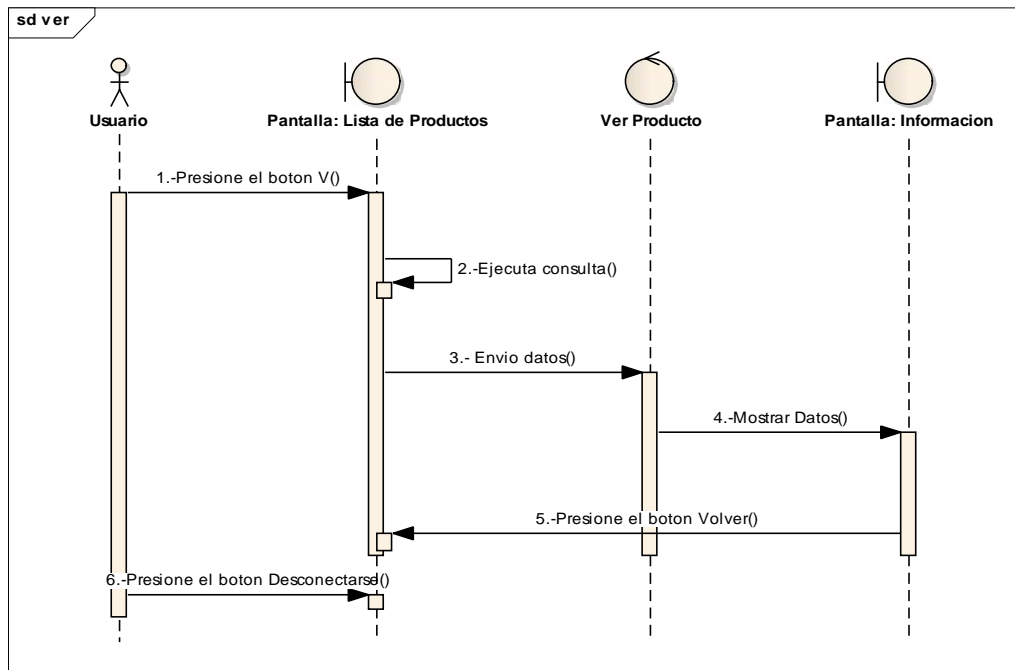 sd ver
Usuario
Pantalla: Lista de Productos
Ver Producto
Pantalla: Informacion
1.-Presione el boton V()
2.-Ejecuta consulta()
3.- Envio datos()
4.-Mostrar Datos()
5.-Presione el boton Volver()
6.-Presione el boton Desconectarse()